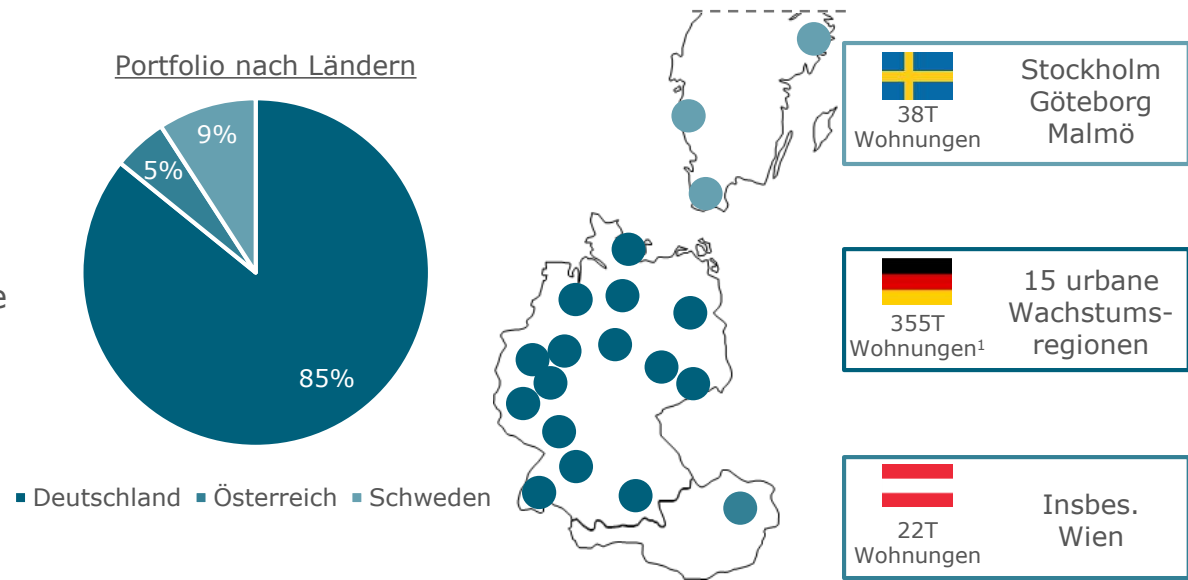 Portfolio nach Ländern
9%
5%
85%
e
Deutschland Österreich Schweden
38T
Wohnungen
Stockholm
Göteborg
Malmö
355T
Wohnungen¹
15 urbane
Wachstums-
regionen
22T
Wohnungen
Insbes.
Wien